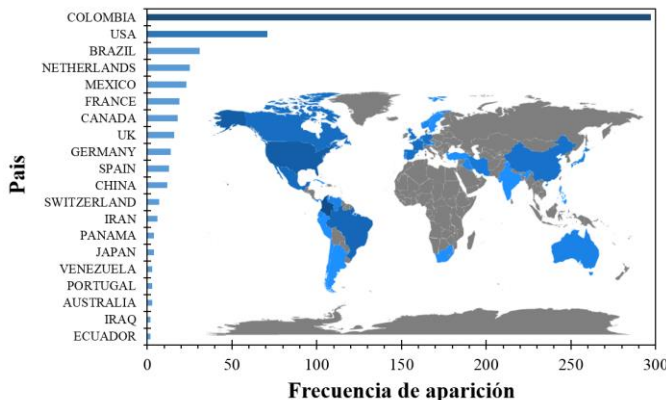 COLOMBIA
USA
BRAZIL
NETHERLANDS
MEXICO
FRANCE
CANADA
UK
GERMANY
SPAIN
CHINA
SWITZERLAND
IRAN
PANAMA
JAPAN
VENEZUELA
PORTUGAL
AUSTRALIA
IRAQ
ECUADOR
Pais
0 50 100 150 200 250 300
Frecuencia de aparición